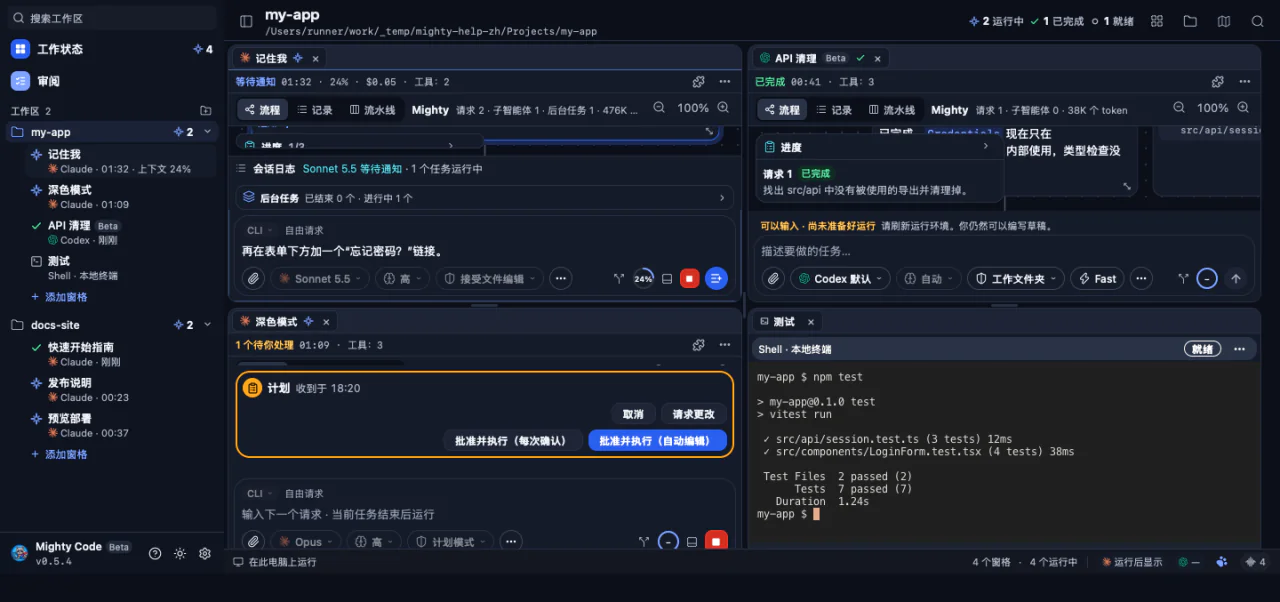 搜索工作区
工作状态 4
审阅
工作区 2
my-app 2
记住我
Claude · 01:32 · 上下文 24%
深色模式
Claude · 01:09
API 清理 Beta
Codex · 刚刚
测试
Shell · 本地终端
+ 添加窗格
docs-site 2
快速开始指南
Claude · 刚刚
发布说明
Claude · 00:23
预览部署
Claude · 00:37
+ 添加窗格
Mighty Code Beta
v0.5.4
my-app
/Users/runner/work/_temp/mighty-help-zh/Projects/my-app
2 运行中 1 已完成 1 就绪
记住我
等待通知 01:32 · 24% · $0.05 · 工具: 2
流程 记录 流水线 Mighty 请求 2 · 子智能体 1 · 后台任务 1 · 476K ... 100%
进度 1/3
会话日志 Sonnet 5.5 等待通知 · 1 个任务运行中
后台任务 已结束 0 个 · 进行中 1 个
CLI 自由请求
再在表单下方加一个“忘记密码？”链接。
Sonnet 5.5 高 接受文件编辑 24%
API 清理 Beta
已完成 00:41 · 工具: 3
流程 记录 流水线 Mighty 请求 1 · 子智能体 0 · 38K 个 token 100%
已完成 Credentials 现在只在
内部使用，类型检查没
src/api/sessi
进度
请求 1 已完成
找出 src/api 中没有被使用的导出并清理掉。
可以输入 · 尚未准备好运行 请刷新运行环境。你仍然可以编写草稿。
描述要做的任务…
Codex 默认 自动 工作文件夹 Fast
深色模式
1 个待你处理 01:09 · 工具: 3
计划 收到于 18:20
取消 请求更改
批准并执行（每次确认） 批准并执行（自动编辑）
CLI 自由请求
输入下一个请求 · 当前任务结束后运行
Opus 高 计划模式
测试
Shell · 本地终端 就绪
my-app $ npm test
> my-app@0.1.0 test
> vitest run
✓ src/api/session.test.ts (3 tests) 12ms
✓ src/components/LoginForm.test.tsx (4 tests) 38ms
Test Files 2 passed (2)
Tests 7 passed (7)
Duration 1.24s
my-app $
在此电脑上运行
4 个窗格 · 4 个运行中 运行后显示 — 4